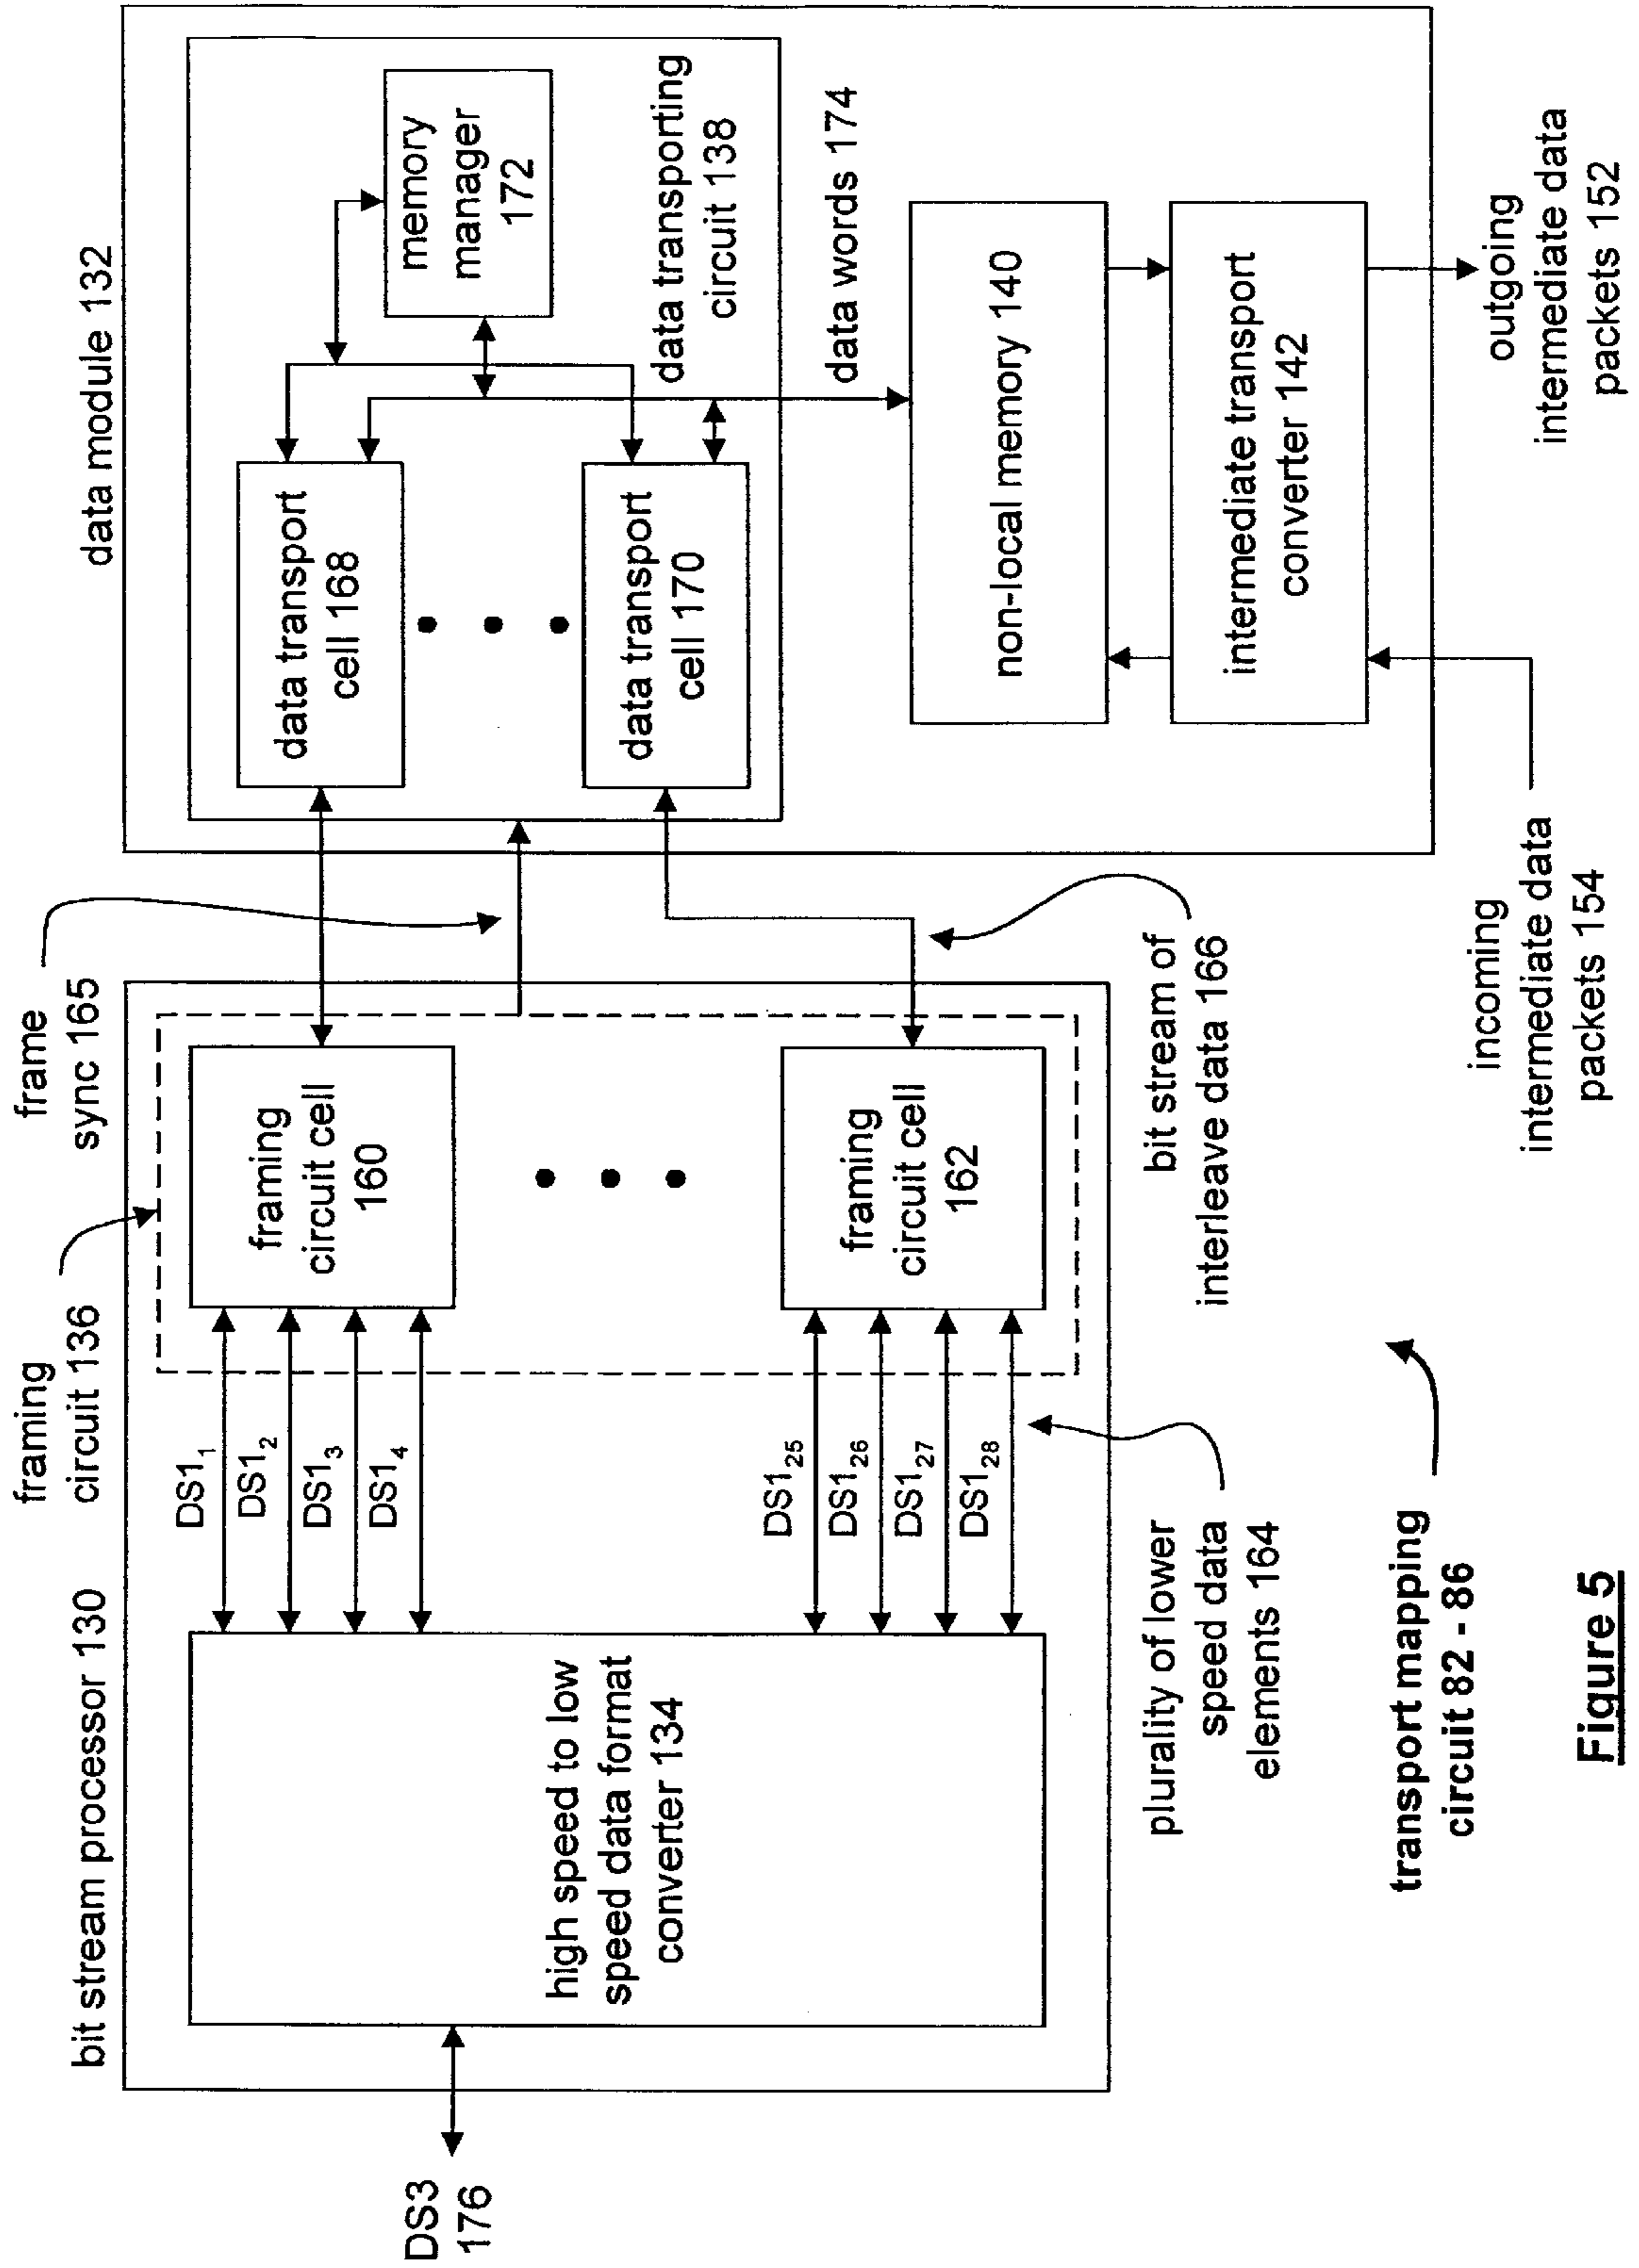 DS3
176
bit stream processor 130
high speed to low
speed data format
converter 134
DS1₁
DS1₂
DS1₃
DS1₄
DS1₂₅
DS1₂₆
DS1₂₇
DS1₂₈
framing
circuit 136
framing
circuit cell
160
framing
circuit cell
162
plurality of lower
speed data
elements 164
frame
sync 165
bit stream of
interleave data 166
data module 132
data transport
cell 168
data transport
cell 170
memory
manager
172
data transporting
circuit 138
data words 174
non-local memory 140
intermediate transport
converter 142
incoming
intermediate data
packets 154
outgoing
intermediate data
packets 152
transport mapping
circuit 82 - 86
Figure 5